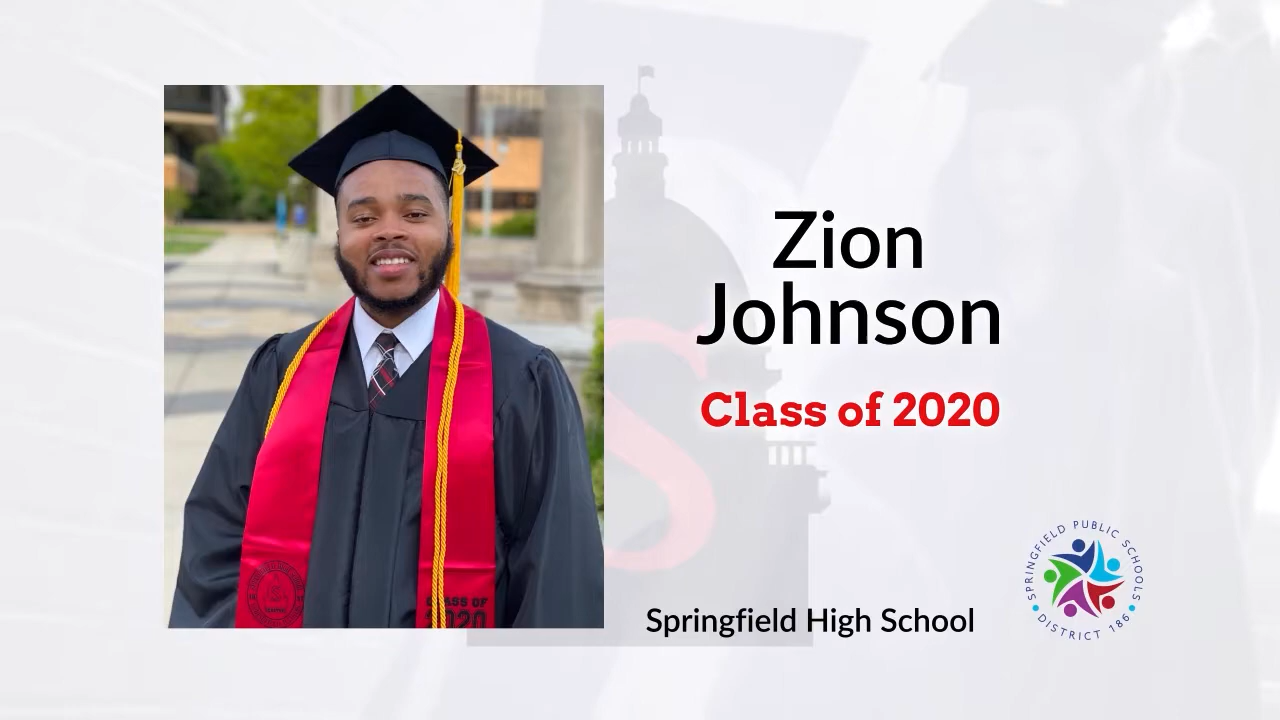 Zion
Johnson
Class of 2020
CLASS OF
2020
Springfield High School
SPRINGFIELD PUBLIC SCHOOLS
DISTRICT 186